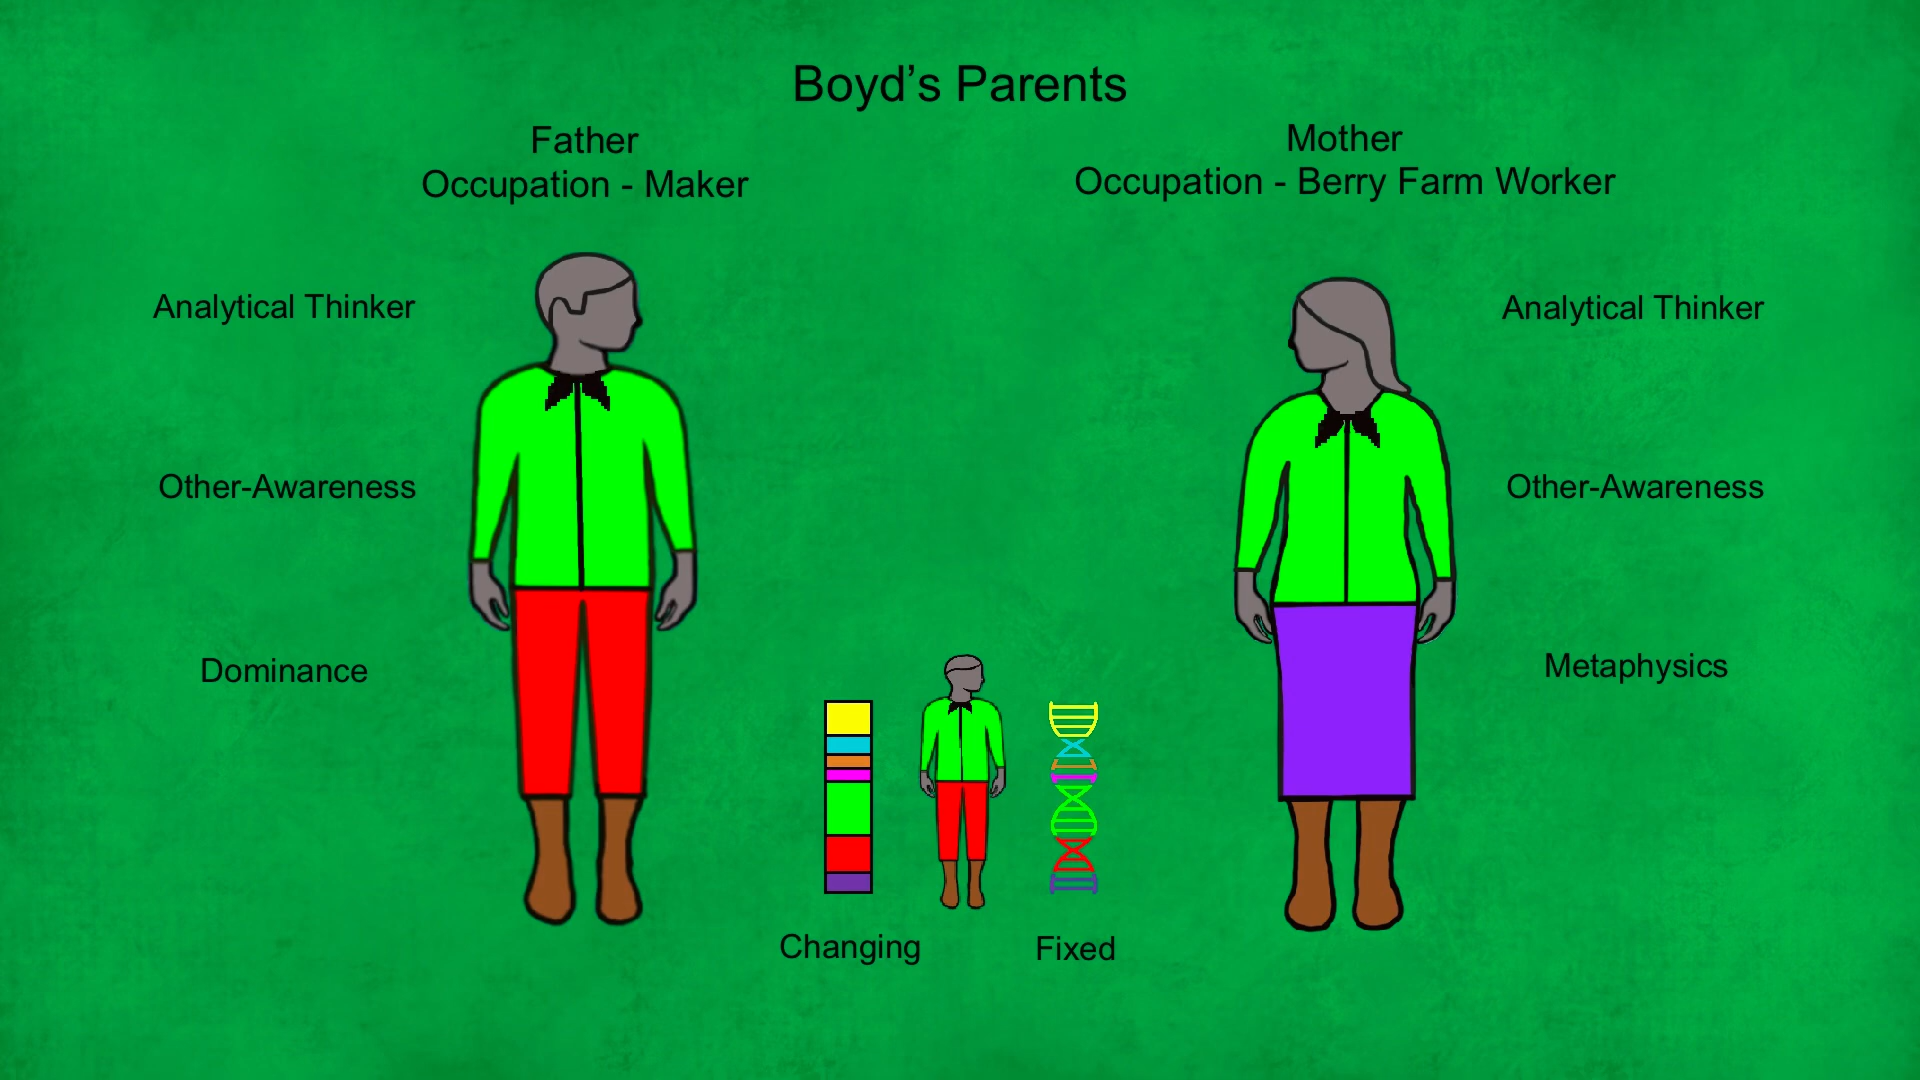 Boyd’s Parents
Father
Occupation - Maker
Mother
Occupation - Berry Farm Worker
Analytical Thinker
Analytical Thinker
Other-Awareness
Other-Awareness
Dominance
Metaphysics
Changing
Fixed